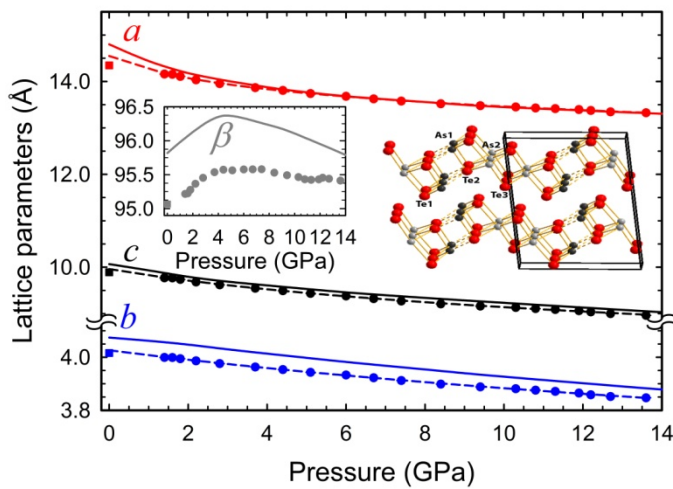 Lattice parameters (Å)
14.0
12.0
10.0
4.0
3.8
a
c
b
96.5
96.0
95.5
95.0
β
0 2 4 6 8 10 12 14
Pressure (GPa)
As1
As2
Te2
Te1
Te3
0 2 4 6 8 10 12 14
Pressure (GPa)